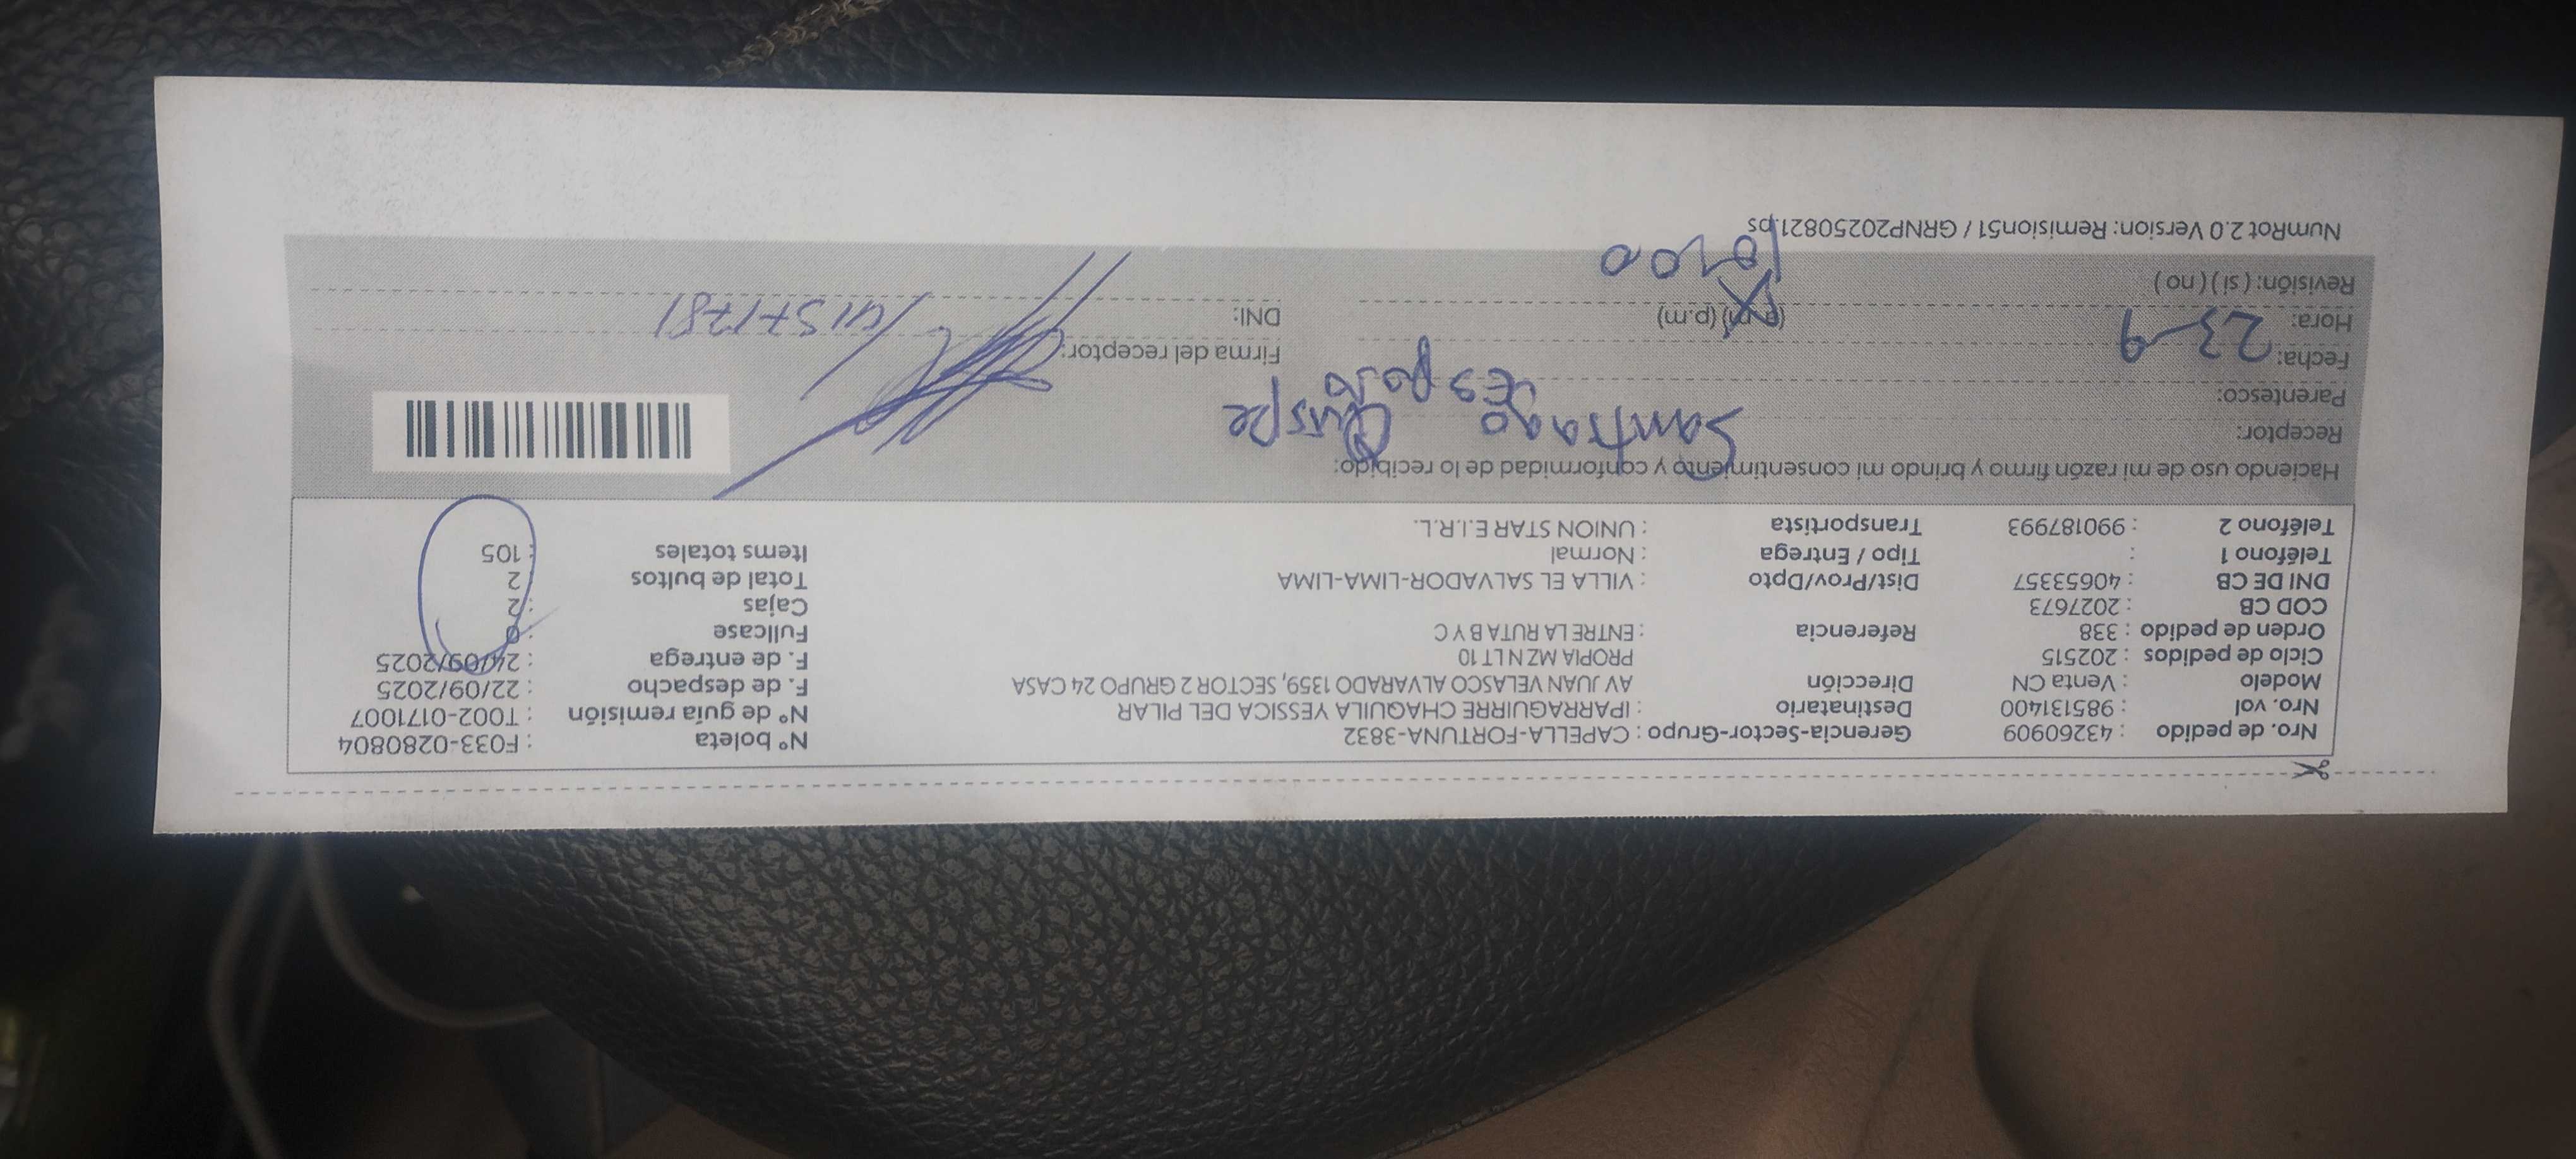 Nro. de pedido : 43260909 Gerencia-Sector-Grupo : CAPELLA-FORTUNA-3832 N° boleta : F033-0280804
Nro. vol : 98513140​0 Destinatario : IPARRAGUIRRE CHAQUILA YESSICA DEL PILAR N° de guía remisión : T002-0171007
Modelo : Venta CN Dirección AV JUAN VELASCO ALVARADO 1359, SECTOR 2 GRUPO 24 CASA F. de despacho : 22/09/2025
Ciclo de pedidos : 202515 PROPIA MZ N LT 10 F. de entrega : 24/09/2025
Orden de pedido : 338 Referencia : ENTRE LA RUTA B Y C Fullcase : 0
COD CB : 2027673 Cajas : 2
DNI DE CB : 40653357 Dist/Prov/Dpto : VILLA EL SALVADOR-LIMA-LIMA Total de bultos : 2
Teléfono 1 : Tipo / Entrega : Normal Items totales : 105
Teléfono 2 : 990187993 Transportista : UNION STAR E.I.R.L.
Haciendo uso de mi razón firmo y brindo mi consentimiento y conformidad de lo recibido:
Receptor: Santiago Quispe
Parentesco: Esposo
Fecha: 23-9 Firma del receptor:
Hora: (a.m) (p.m) DNI: 41571781
Revisión: ( si ) ( no ) 10:00
NumRot 2.0 Version: Remision51 / GRNP20250821.ps